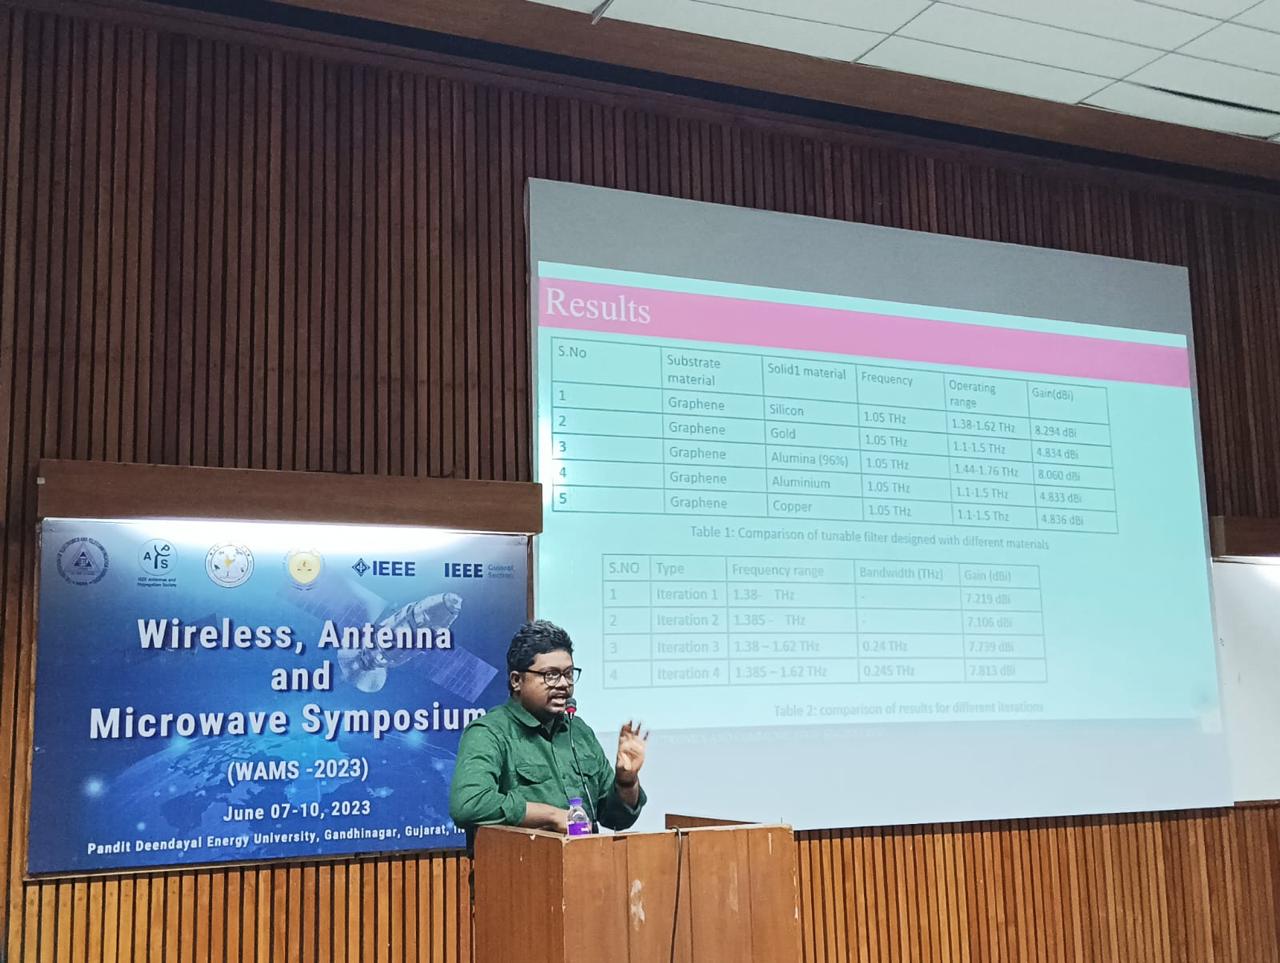 Results
S.No Substrate material Solid1 material Frequency Operating range Gain(dBi)
1 Graphene Silicon 1.05 THz 1.38-1.62 THz 8.294 dBi
2 Graphene Gold 1.05 THz 1.1-1.5 THz 4.834 dBi
3 Graphene Alumina (96%) 1.05 THz 1.44-1.76 THz 8.060 dBi
4 Graphene Aluminium 1.05 THz 1.1-1.5 THz 4.833 dBi
5 Graphene Copper 1.05 THz 1.1-1.5 Thz 4.836 dBi
Table 1: Comparison of tunable filter designed with different materials
S.NO Type Frequency range Bandwidth (THz) Gain (dBi)
1 Iteration 1 1.38- THz - 7.219 dBi
2 Iteration 2 1.385 - THz - 7.106 dBi
3 Iteration 3 1.38 – 1.62 THz 0.24 THz 7.739 dBi
4 Iteration 4 1.385 – 1.62 THz 0.245 THz 7.813 dBi
Table 2: comparison of results for different iterations
APS
IEEE Antennas and
Propagation Society
IEEE
IEEE Gujarat Section
Wireless, Antenna
and
Microwave Symposium
(WAMS -2023)
June 07-10, 2023
Pandit Deendayal Energy University, Gandhinagar, Gujarat,